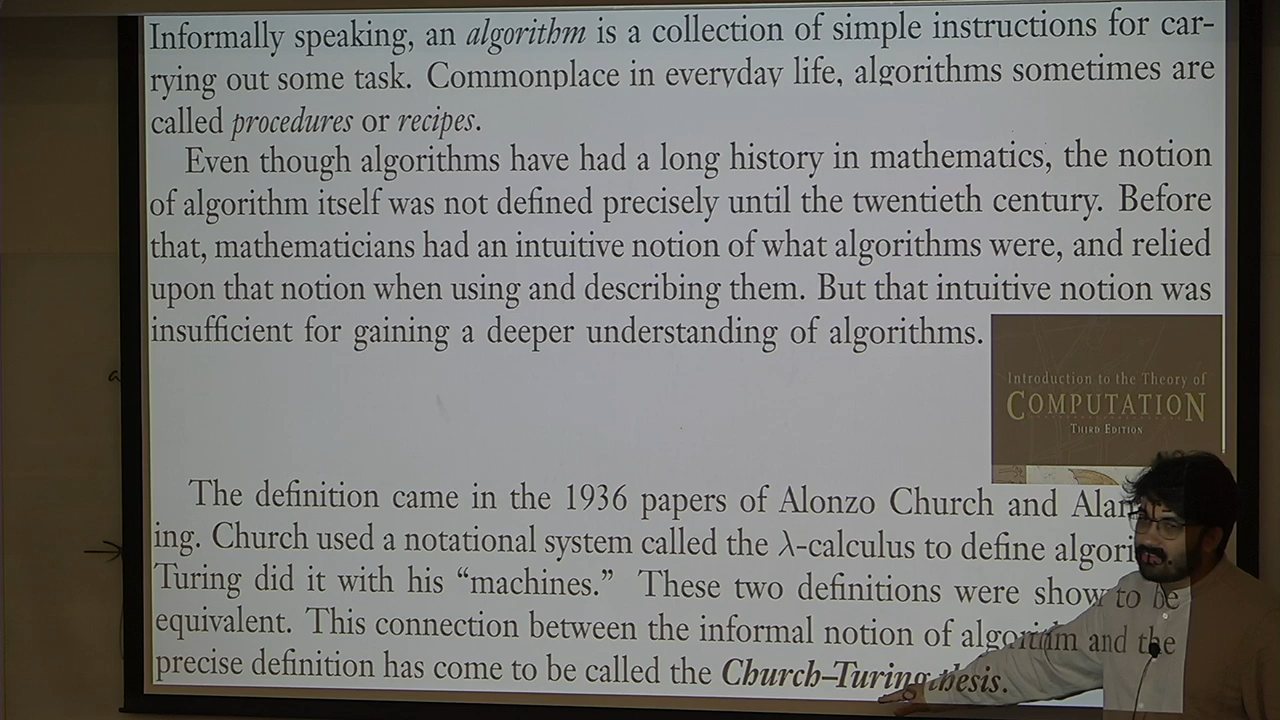 Informally speaking, an algorithm is a collection of simple instructions for car-
rying out some task. Commonplace in everyday life, algorithms sometimes are
called procedures or recipes.
Even though algorithms have had a long history in mathematics, the notion
of algorithm itself was not defined precisely until the twentieth century. Before
that, mathematicians had an intuitive notion of what algorithms were, and relied
upon that notion when using and describing them. But that intuitive notion was
insufficient for gaining a deeper understanding of algorithms.
Introduction to the Theory of
COMPUTATION
THIRD EDITION
The definition came in the 1936 papers of Alonzo Church and Alan
ing. Church used a notational system called the λ-calculus to define algori
Turing did it with his “machines.” These two definitions were show to be
equivalent. This connection between the informal notion of algorithm and the
precise definition has come to be called the Church–Turing thesis.